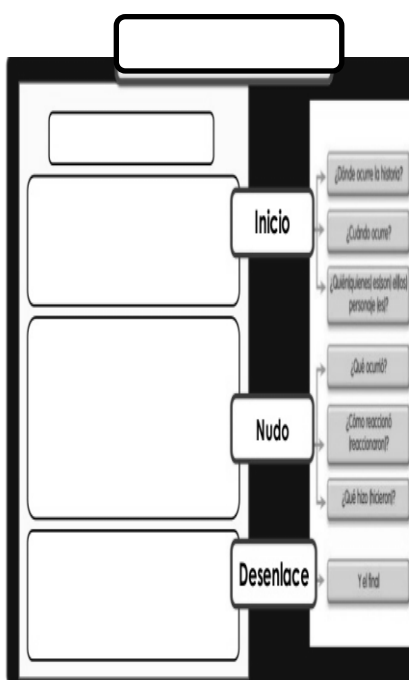 Inicio
¿Dónde ocurre la historia?
¿Cuándo ocurre?
¿Quién(quienes) es(son) el(los)
personaje (es)?
Nudo
¿Qué ocurrió?
¿Cómo reaccionó
(reaccionaron)?
¿Qué hizo (hicieron)?
Desenlace
Y el final